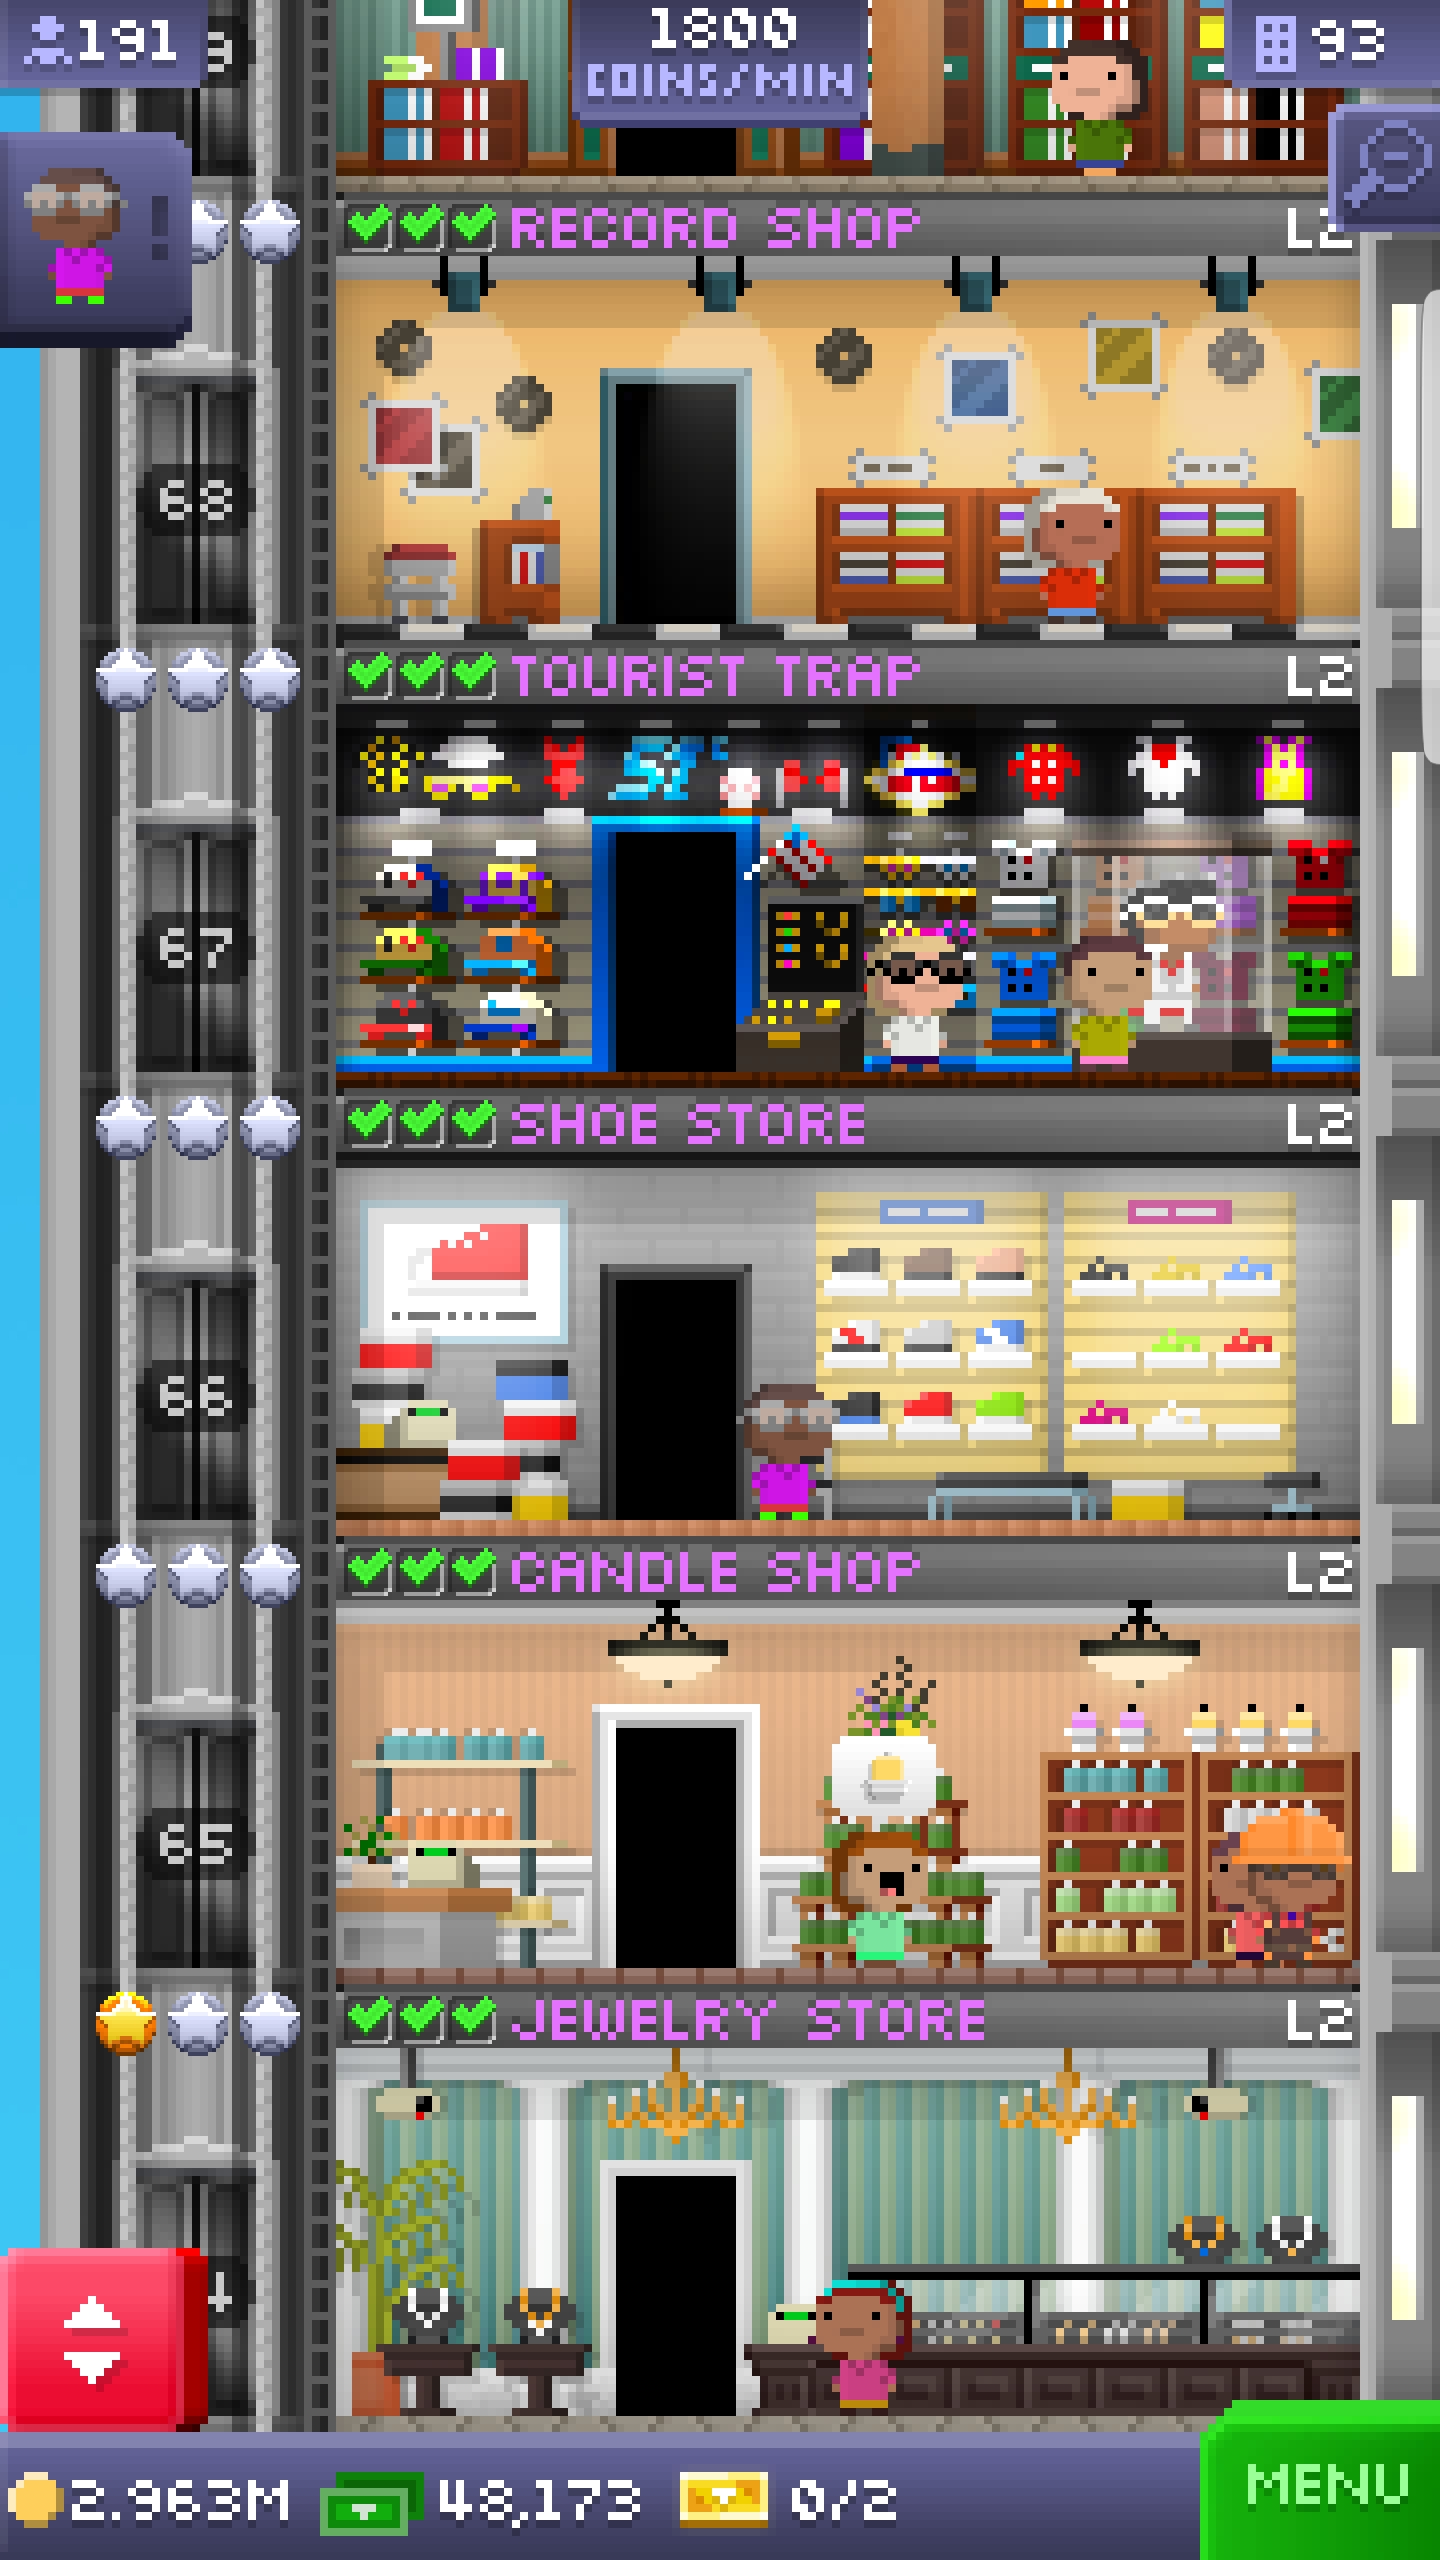 191
1800
COINS/MIN
93
RECORD SHOP
L2
68
TOURIST TRAP
L2
67
SHOE STORE
L2
66
CANDLE SHOP
L2
65
JEWELRY STORE
L2
2.963M
48,173
0/2
MENU